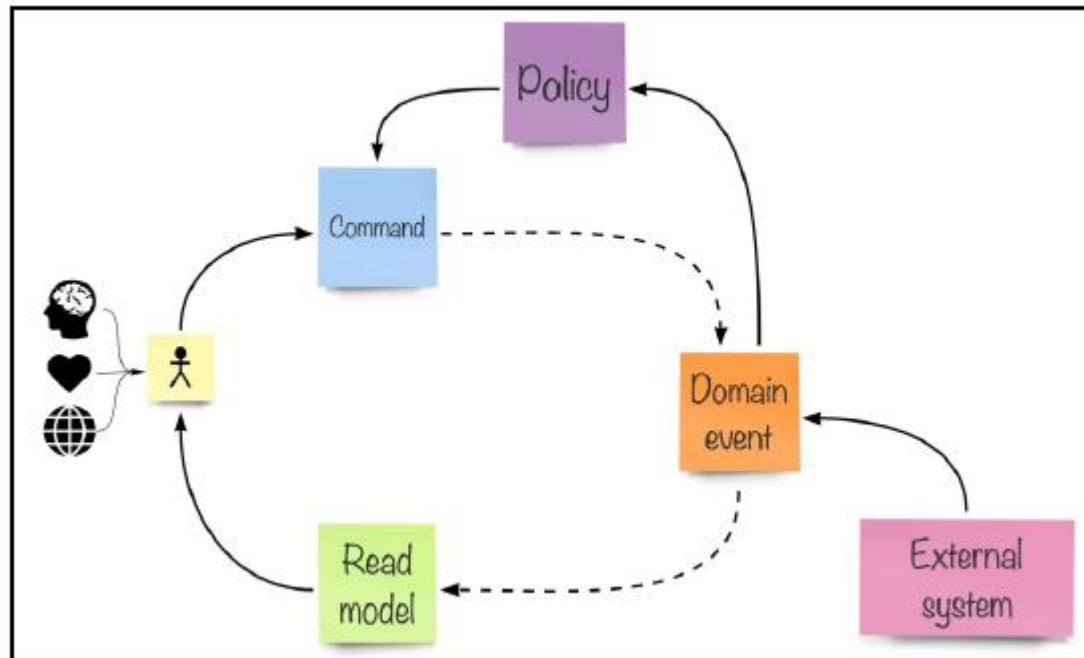 Policy
Command
Domain
event
Read
model
External
system